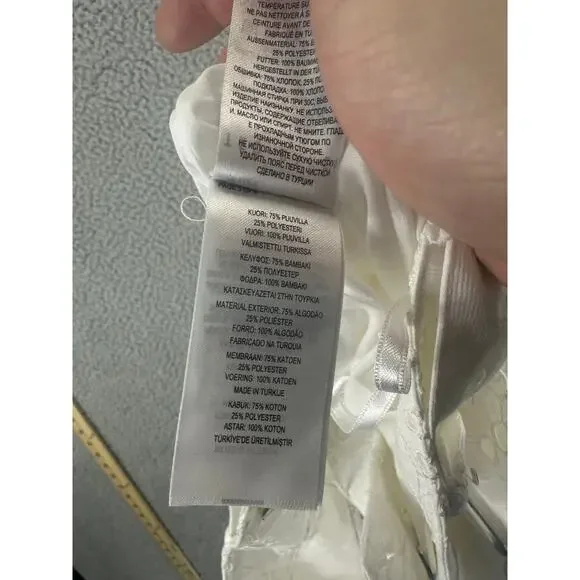 TEMPERATURE SU
NE PAS NETTOYER À S
CEINTURE AVANT DE
FABRIQUÉ EN TU
AUSSENMATERIAL: 75% B
25% POLYESTE
FUTTER: 100% BAUMW
HERGESTELLT IN DER TÜ
ОБШИВКА: 75% ХЛОПОК, 25%
ПОДКЛАДКА: 100% ХЛОП
МАШИННАЯ СТИРКА ПРИ 30С, ВЫВЕ
ИЗДЕЛИЕ НАИЗНАНКУ. НЕ ИСПОЛЬ
ПРОДУКТЫ, СОДЕРЖАЩИЕ ОТБЕЛИВА
И, МАСЛО ИЛИ СПИРТ. НЕ МНИТЕ. ГЛАД
Е ПРОХЛАДНЫМ УТЮГОМ ПО
ИЗНАНОЧНОЙ СТОРОНЕ.
НЕ ИСПОЛЬЗУЙТЕ СУХУЮ ЧИСТК
УДАЛИТЬ ПОЯС ПЕРЕД ЧИСТКОЙ
СДЕЛАНО В ТУРЦИИ
KUORI: 75% PUUVILLA
25% POLYESTERI
VUORI: 100% PUUVILLA
VALMISTETTU TURKISSA
ΚΕΛΥΦΟΣ: 75% ΒΑΜΒΑΚΙ
25% ΠΟΛΥΕΣΤΕΡ
ΦΟΔΡΑ: 100% ΒΑΜΒΑΚΙ
ΚΑΤΑΣΚΕΥΑΖΕΤΑΙ ΣΤΗΝ ΤΟΥΡΚΙΑ
MATERIAL EXTERIOR: 75% ALGODÃO
25% POLIÉSTER
FORRO: 100% ALGODÃO
FABRICADO NA TURQUIA
MEMBRAAN: 75% KATOEN
25% POLYESTER
VOERING: 100% KATOEN
MADE IN TURKIJE
KABUK: 75% KOTON
25% POLYESTER
ASTAR: 100% KOTON
TÜRKİYE'DE ÜRETİLMİŞTİR